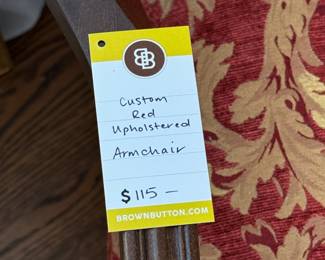 BB
Custom
Red
Upholstered
Armchair
$115 —
BROWNBUTTON.COM